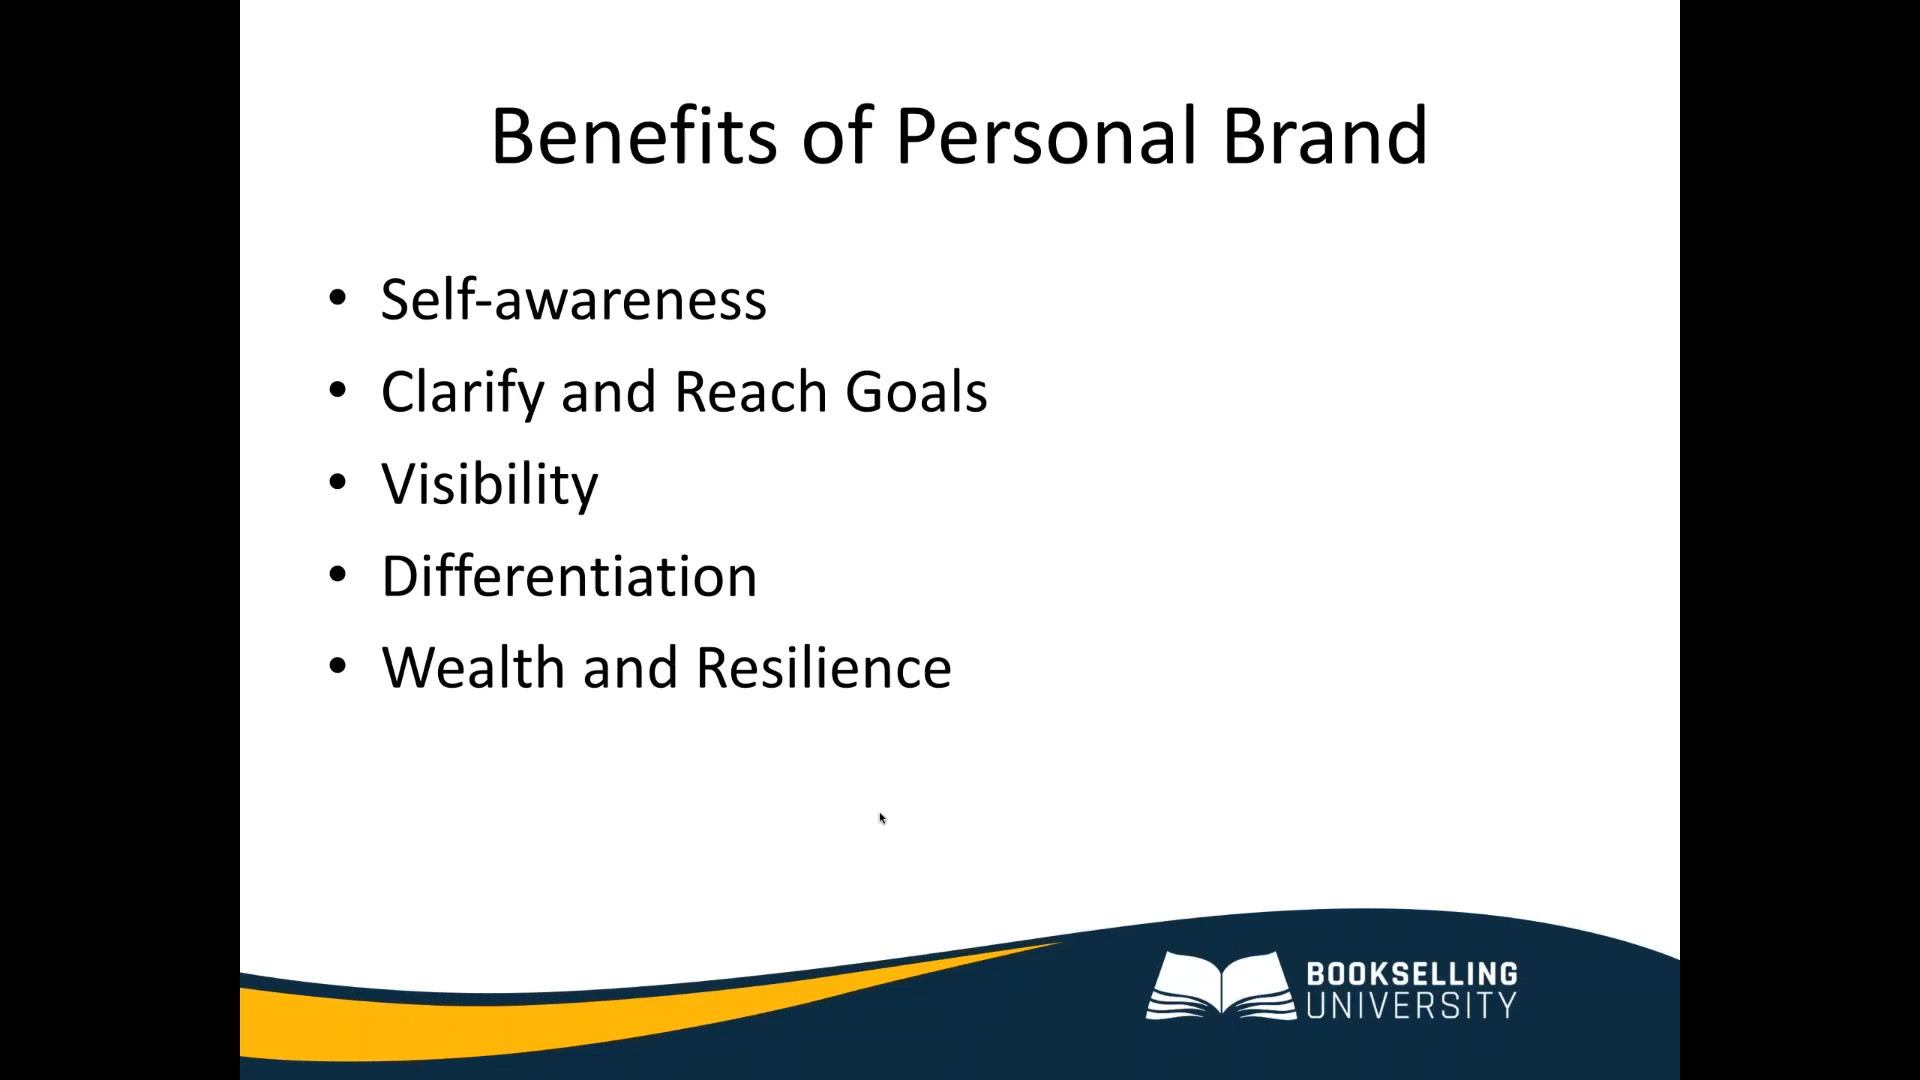 Benefits of Personal Brand
• Self-awareness
• Clarify and Reach Goals
• Visibility
• Differentiation
• Wealth and Resilience
BOOKSELLING
UNIVERSITY